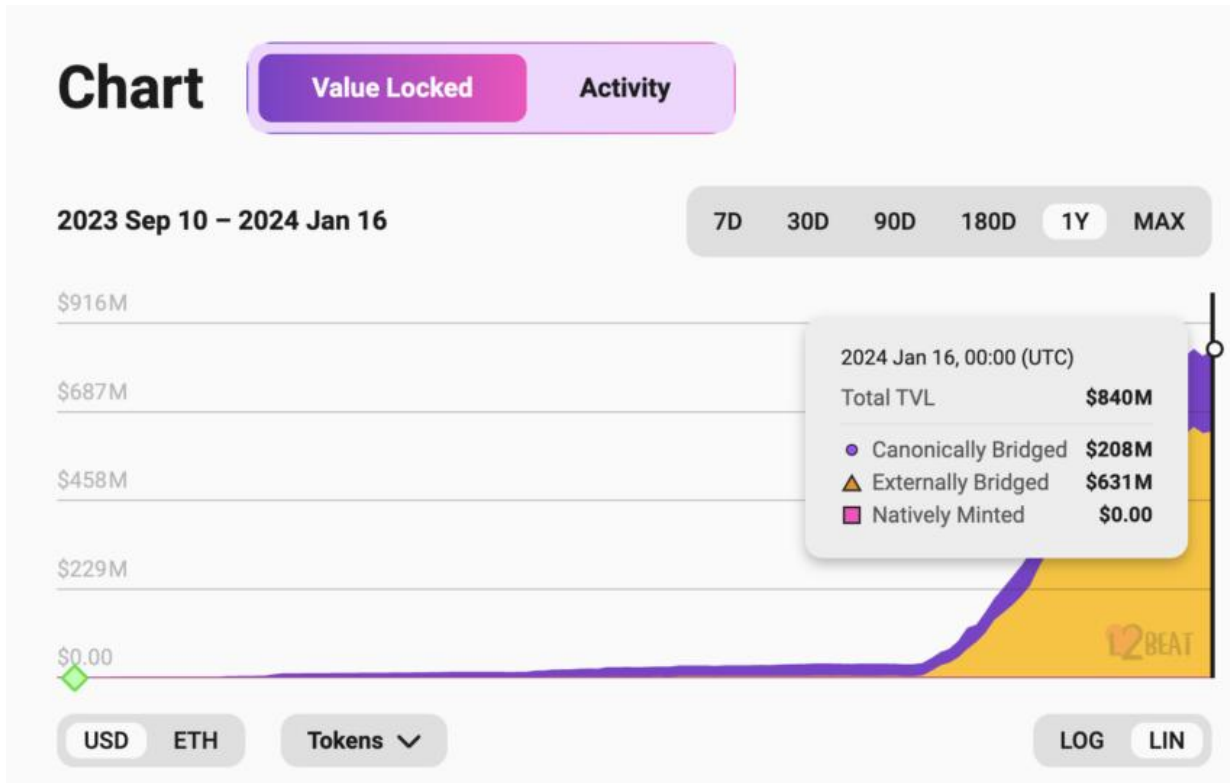 Chart
Value Locked
Activity
2023 Sep 10 – 2024 Jan 16
7D 30D 90D 180D 1Y MAX
$916M
2024 Jan 16, 00:00 (UTC)
$687M
Total TVL $840M
Canonically Bridged $208M
$458M
Externally Bridged $631M
Natively Minted $0.00
$229M
L2BEAT
$0.00
USD ETH
Tokens
LOG LIN